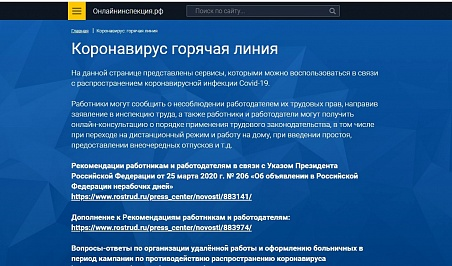 Онлайнинспекция.рф
Поиск по сайту...
Главная | Коронавирус: горячая линия
Коронавирус горячая линия
На данной странице представлены сервисы, которыми можно воспользоваться в связи
с распространением коронавирусной инфекции Covid-19.
Работники могут сообщить о несоблюдении работодателем их трудовых прав, направив
заявление в инспекцию труда, а также работники и работодатели могут получить
онлайн-консультацию о порядке применения трудового законодательства, в том числе
при переходе на дистанционный режим и работу на дому, при введении простоя,
предоставлении внеочередных отпусков и т.д.
Рекомендации работникам и работодателям в связи с Указом Президента
Российской Федерации от 25 марта 2020 г. № 206 «Об объявлении в Российской
Федерации нерабочих дней»
https://www.rostrud.ru/press_center/novosti/883141/
Дополнение к Рекомендациям работникам и работодателям:
https://www.rostrud.ru/press_center/novosti/883974/
Вопросы-ответы по организации удалённой работы и оформлению больничных в
период кампании по противодействию распространению коронавируса